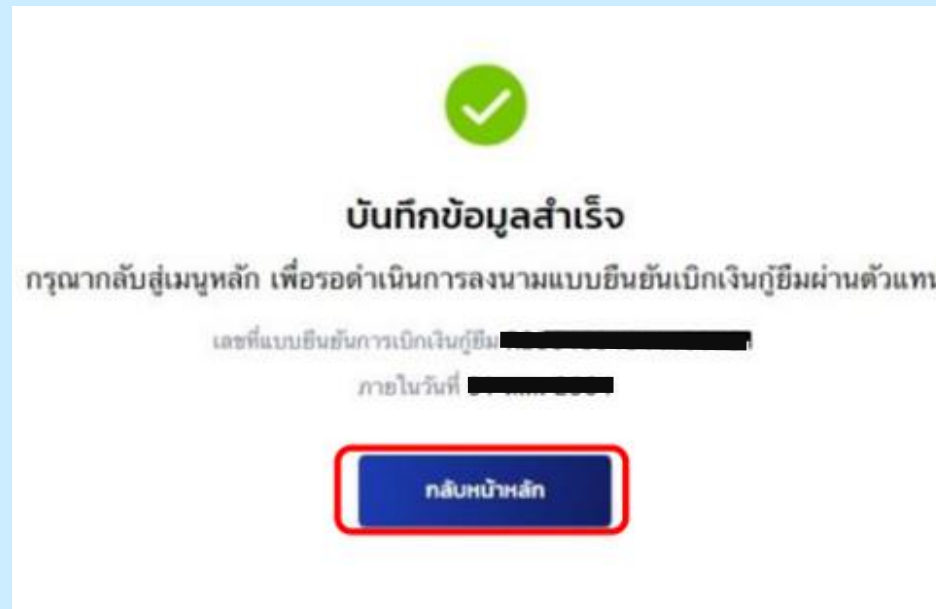 บันทึกข้อมูลสำเร็จ
กรุณากลับสู่เมนูหลัก เพื่อรอดำเนินการลงนามแบบยืนยันเบิกเงินกู้ยืมผ่านตัวแทน
เลขที่แบบยืนยันการเบิกเงินกู้ยืม
ภายในวันที่
กลับหน้าหลัก